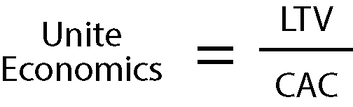 Unite
Economics
=
LTV
CAC